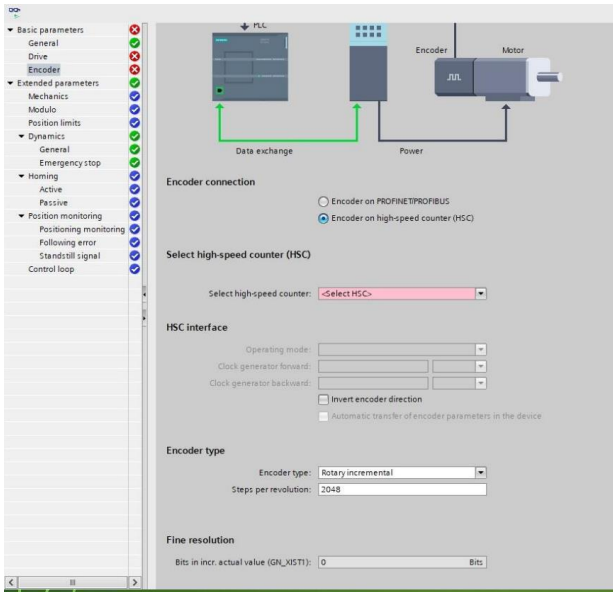 Basic parameters
General
Drive
Encoder
Extended parameters
Mechanics
Modulo
Position limits
Dynamics
General
Emergency stop
Homing
Active
Passive
Position monitoring
Positioning monitoring
Following error
Standstill signal
Control loop
PLC
Encoder
Motor
Data exchange
Power
Encoder connection
Encoder on PROFINET/PROFIBUS
Encoder on high-speed counter (HSC)
Select high-speed counter (HSC)
Select high-speed counter: <Select HSC>
HSC interface
Operating mode:
Clock generator forward:
Clock generator backward:
Invert encoder direction
Automatic transfer of encoder parameters in the device
Encoder type
Encoder type: Rotary incremental
Steps per revolution: 2048
Fine resolution
Bits in incr. actual value (GN_XIST1): 0 Bits